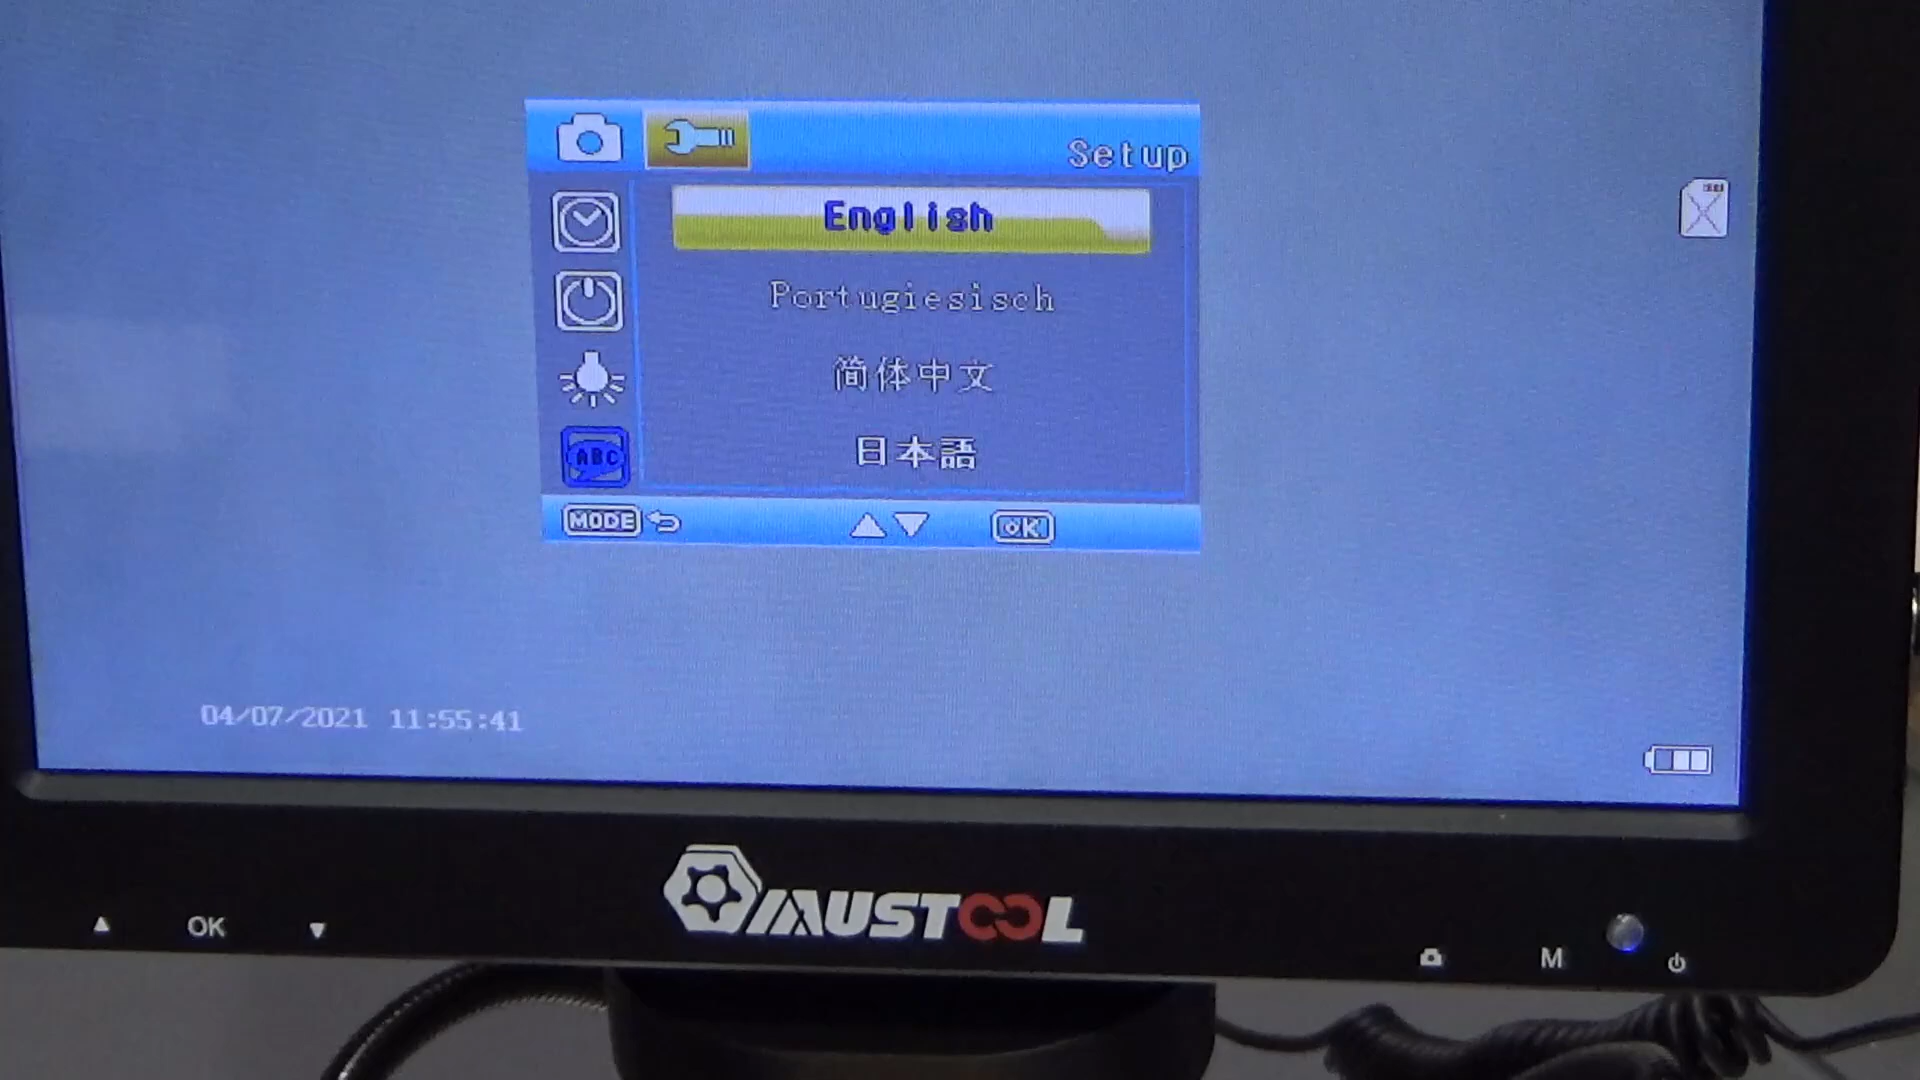 Setup
English
Portugiesisch
简体中文
日本語
ABC
MODE OK
04/07/2021 11:55:41
MUSTOOL
OK
M